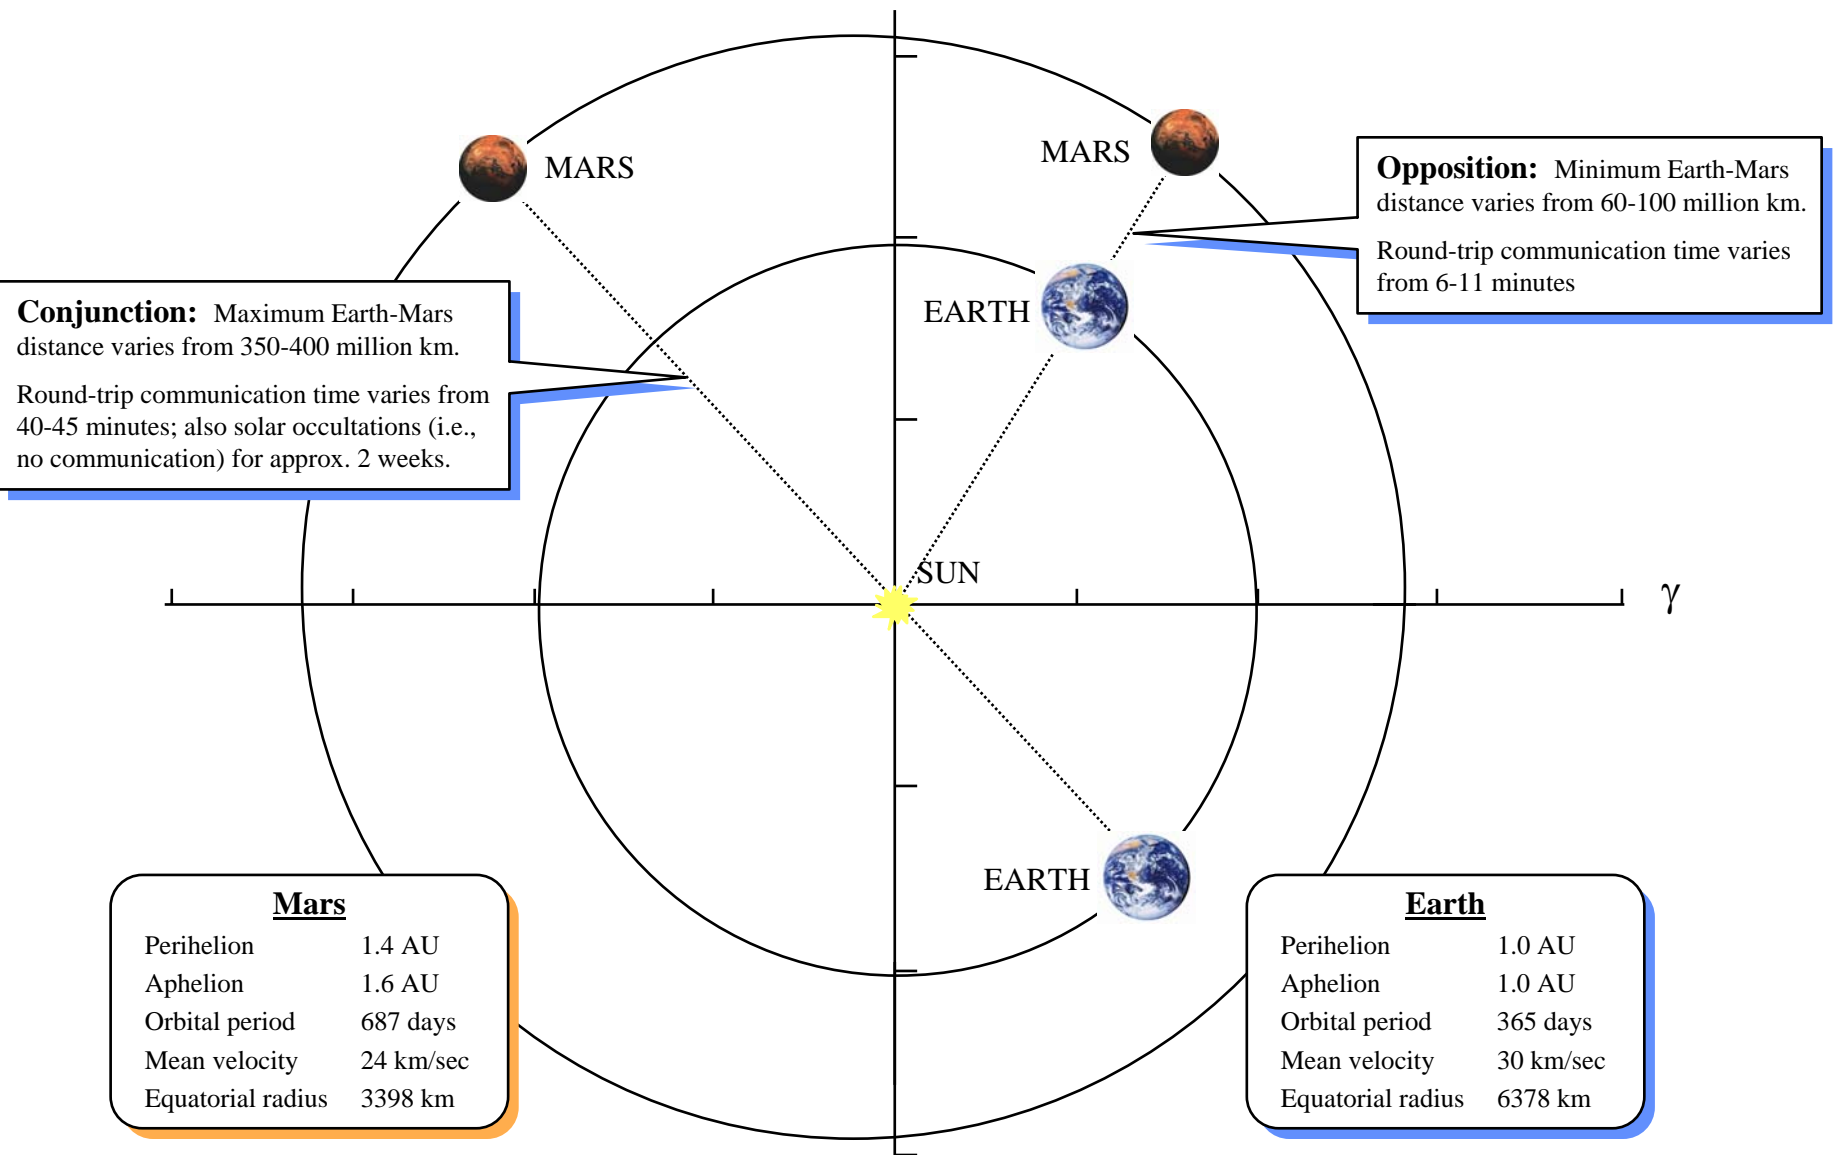 MARS
MARS
Opposition: Minimum Earth-Mars
distance varies from 60-100 million km.
Round-trip communication time varies
from 6-11 minutes
EARTH
Conjunction: Maximum Earth-Mars
distance varies from 350-400 million km.
Round-trip communication time varies from
40-45 minutes; also solar occultations (i.e.,
no communication) for approx. 2 weeks.
SUN
γ
EARTH
Mars
Perihelion 1.4 AU
Aphelion 1.6 AU
Orbital period 687 days
Mean velocity 24 km/sec
Equatorial radius 3398 km
Earth
Perihelion 1.0 AU
Aphelion 1.0 AU
Orbital period 365 days
Mean velocity 30 km/sec
Equatorial radius 6378 km